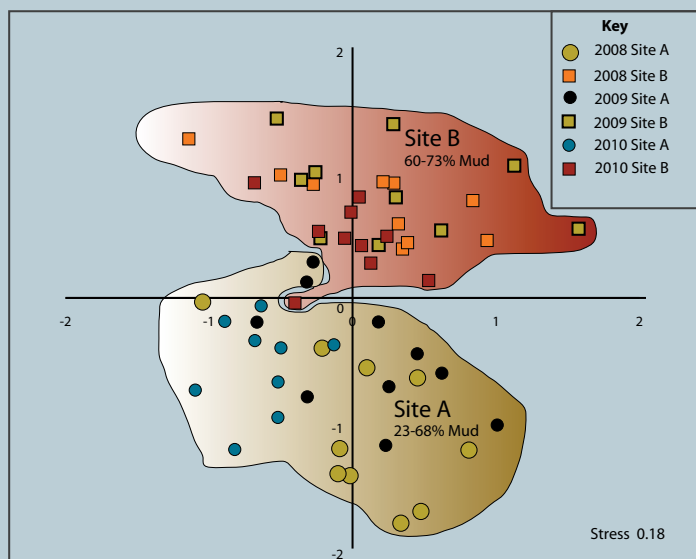 Key
2008 Site A
2008 Site B
2009 Site A
2009 Site B
2010 Site A
2010 Site B
2
Site B
60-73% Mud
1
0
-2
-1
0
1
2
Site A
23-68% Mud
-1
Stress 0.18
-2